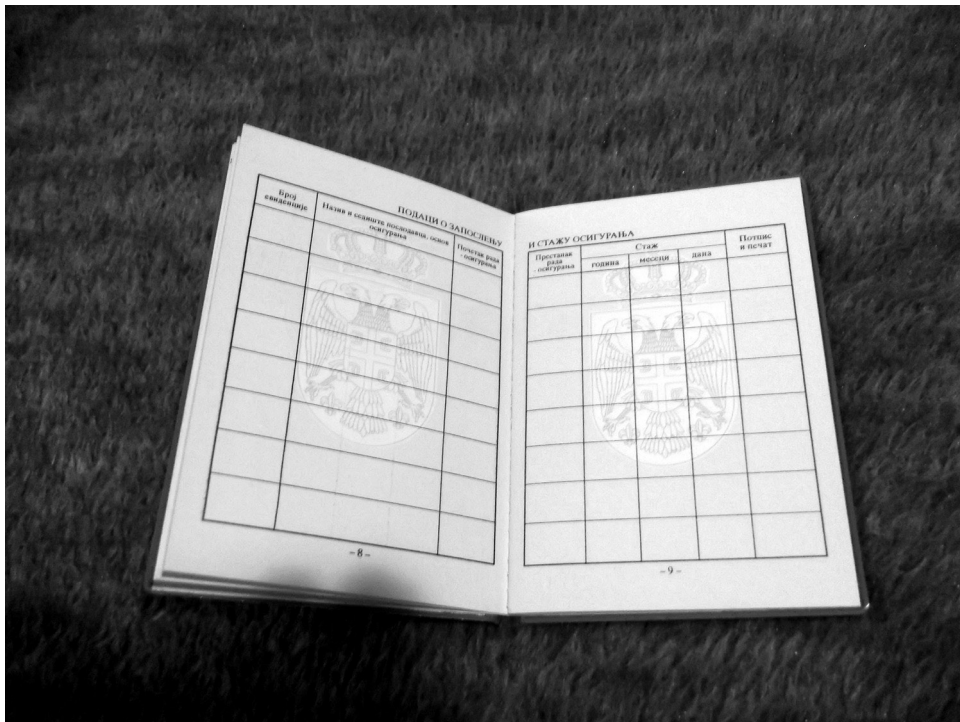 ПОДАЦИ О ЗАПОСЛЕЊУ
Број
евиденције
Назив и седиште послодавца, основ
осигурања
Почетак рада
- осигурања
– 8 –
И СТАЖУ ОСИГУРАЊА
Престанак
рада
- осигурања
Стаж
година
месеци
дана
Потпис
и печат
– 9 –